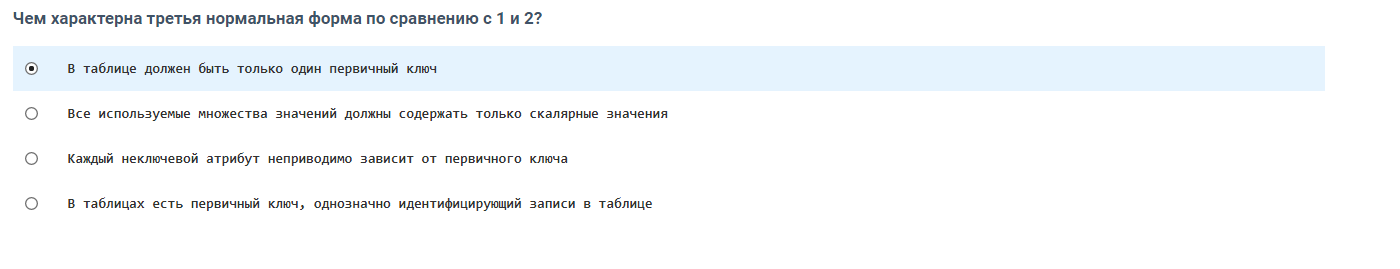 Чем характерна третья нормальная форма по сравнению с 1 и 2?
В таблице должен быть только один первичный ключ
Все используемые множества значений должны содержать только скалярные значения
Каждый неключевой атрибут неприводимо зависит от первичного ключа
В таблицах есть первичный ключ, однозначно идентифицирующий записи в таблице